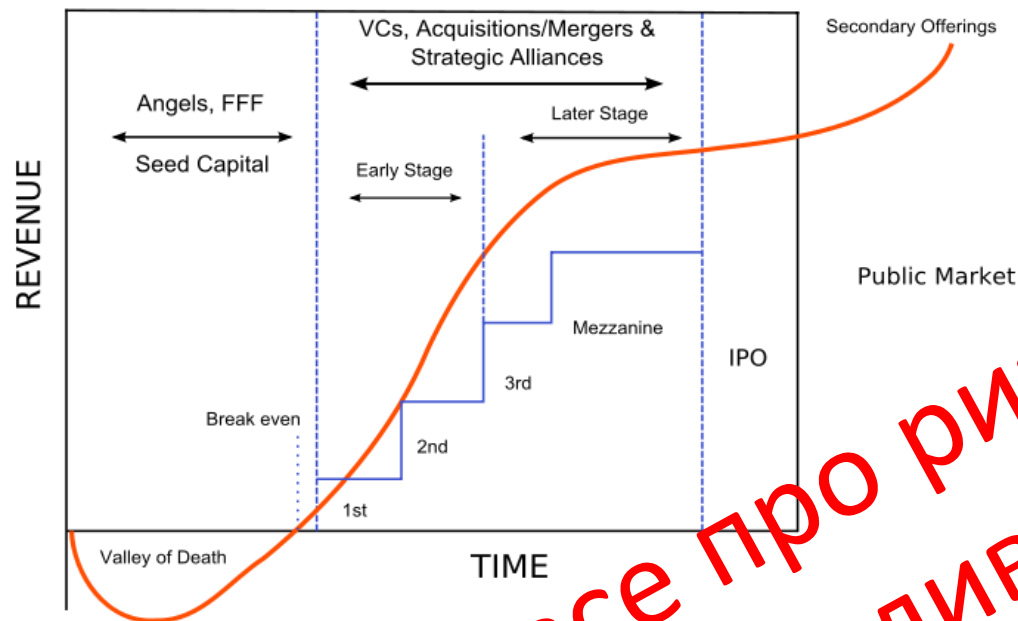 VCs, Acquisitions/Mergers &
Strategic Alliances
Secondary Offerings
Angels, FFF
Seed Capital
Later Stage
Early Stage
REVENUE
Public Market
Mezzanine
IPO
3rd
Break even
2nd
1st
Valley of Death
TIME
про